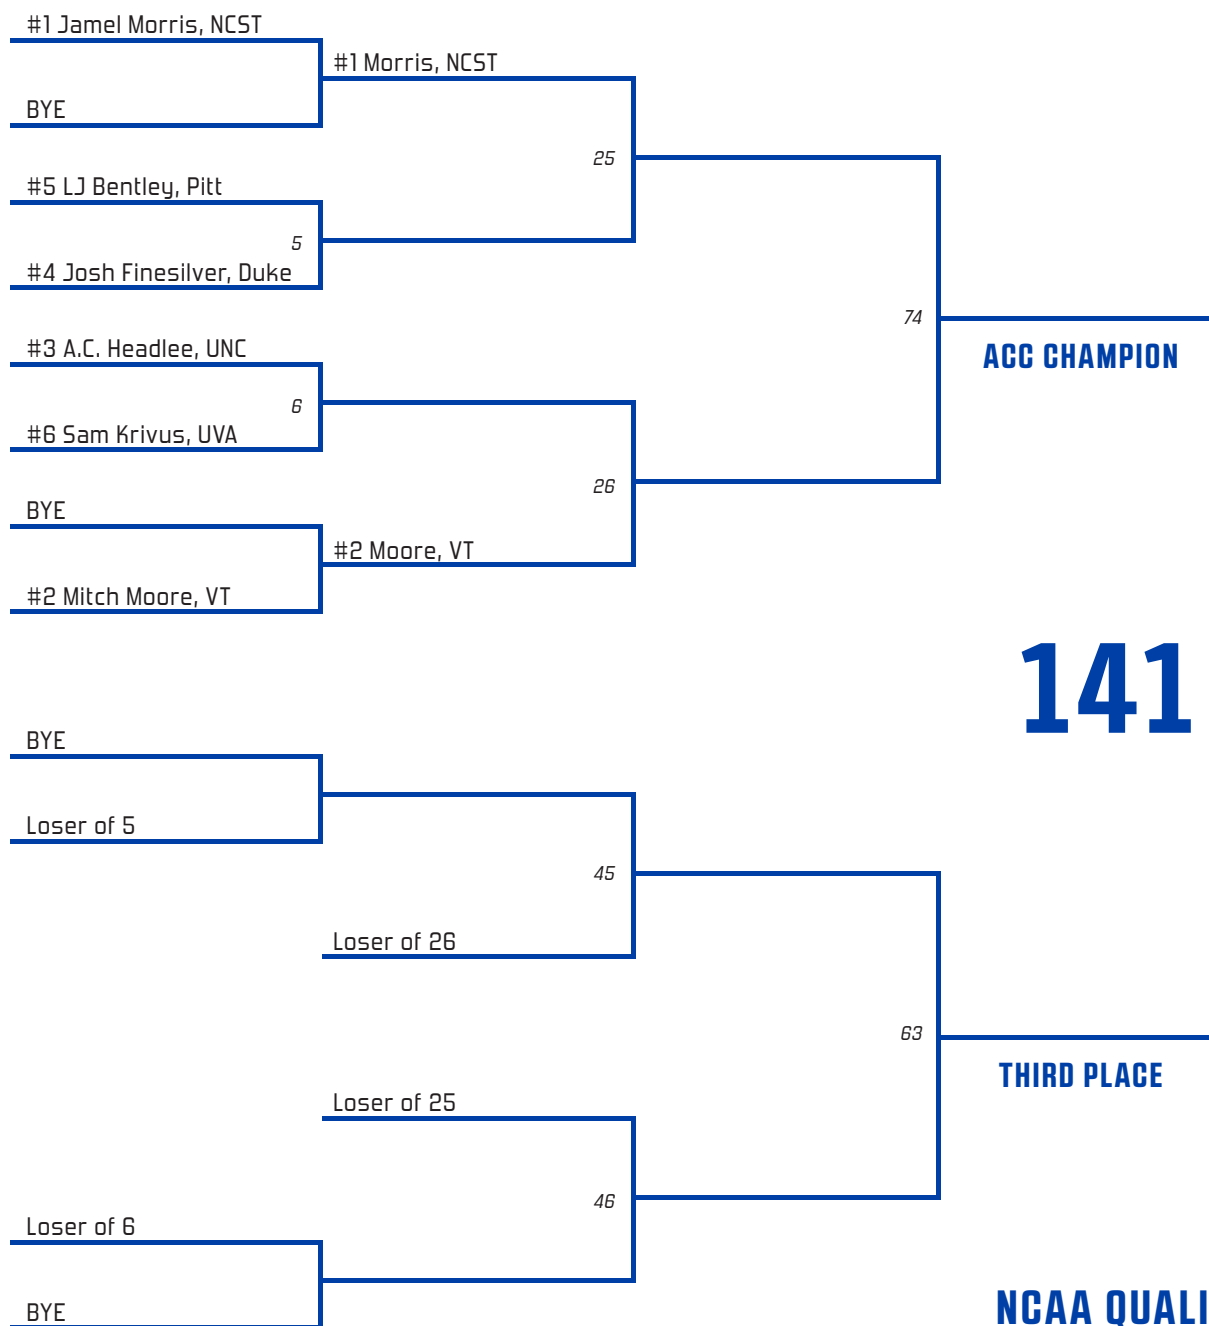 #1 Jamel Morris, NCST
#1 Morris, NCST
BYE
25
#5 LJ Bentley, Pitt
5
#4 Josh Finesilver, Duke
74
ACC CHAMPION
#3 A.C. Headlee, UNC
6
#6 Sam Krivus, UVA
26
BYE
#2 Moore, VT
#2 Mitch Moore, VT
141
BYE
Loser of 5
45
Loser of 26
63
THIRD PLACE
Loser of 25
46
Loser of 6
BYE
NCAA QUALI